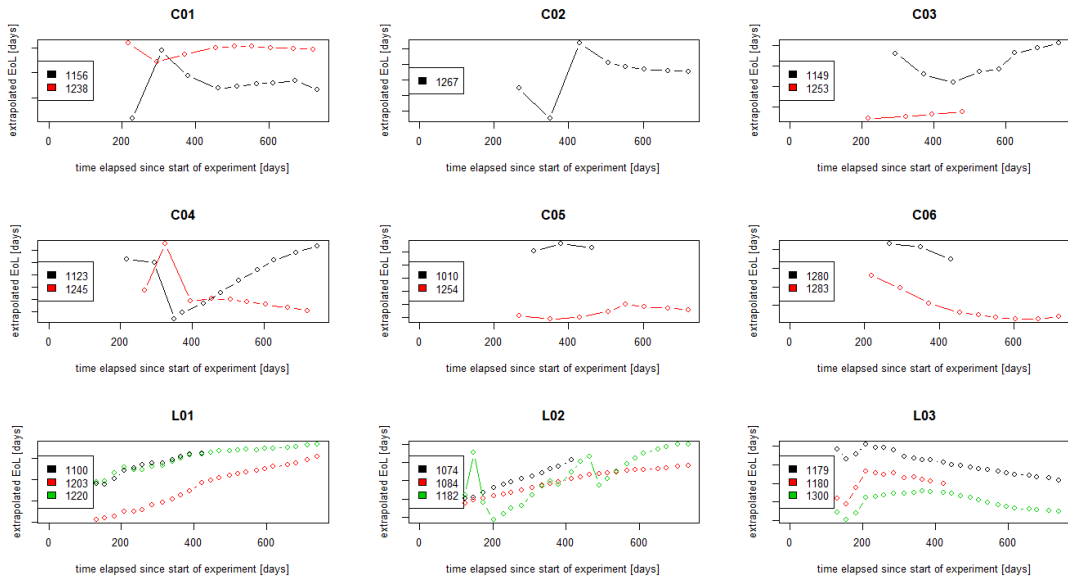 C01
extrapolated EoL [days]
1156
1238
0 200 400 600
time elapsed since start of experiment [days]
C02
extrapolated EoL [days]
1267
0 200 400 600
time elapsed since start of experiment [days]
C03
extrapolated EoL [days]
1149
1253
0 200 400 600
time elapsed since start of experiment [days]
C04
extrapolated EoL [days]
1123
1245
0 200 400 600
time elapsed since start of experiment [days]
C05
extrapolated EoL [days]
1010
1254
0 200 400 600
time elapsed since start of experiment [days]
C06
extrapolated EoL [days]
1280
1283
0 200 400 600
time elapsed since start of experiment [days]
L01
extrapolated EoL [days]
1100
1203
1220
0 200 400 600
time elapsed since start of experiment [days]
L02
extrapolated EoL [days]
1074
1084
1182
0 200 400 600
time elapsed since start of experiment [days]
L03
extrapolated EoL [days]
1179
1180
1300
0 200 400 600
time elapsed since start of experiment [days]